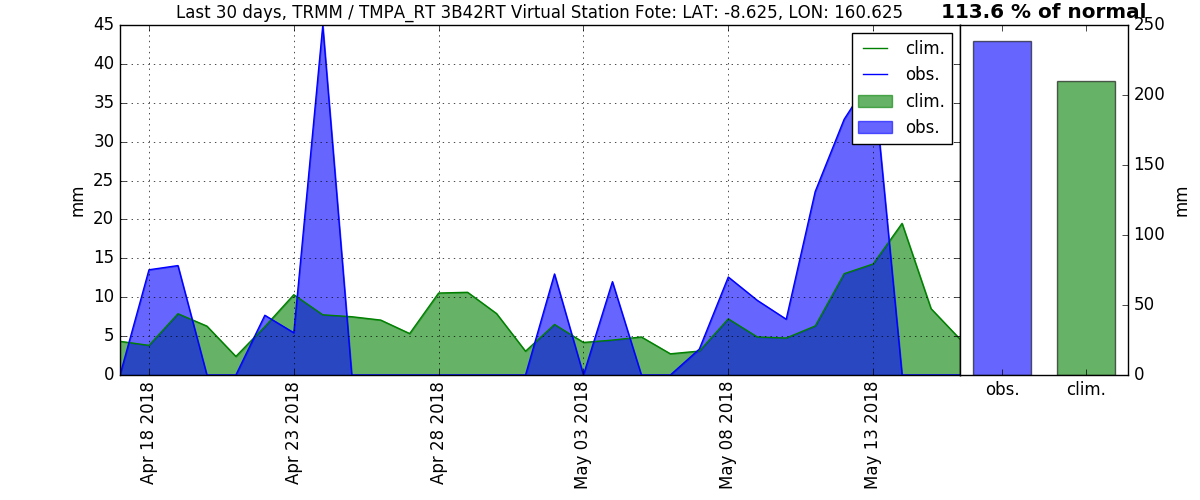 Last 30 days, TRMM / TMPA_RT 3B42RT Virtual Station Fote: LAT: -8.625, LON: 160.625
113.6 % of normal
45
40
35
30
25
20
15
10
5
0
mm
clim.
obs.
clim.
obs.
Apr 18 2018
Apr 23 2018
Apr 28 2018
May 03 2018
May 08 2018
May 13 2018
250
200
150
100
50
0
mm
obs.
clim.